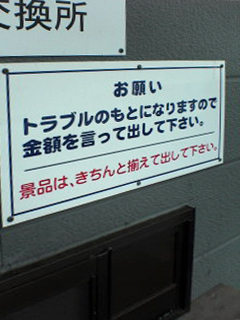 交換所
お願い
トラブルのもとになりますので
金額を言って出して下さい。
景品は、きちんと揃えて出して下さい。